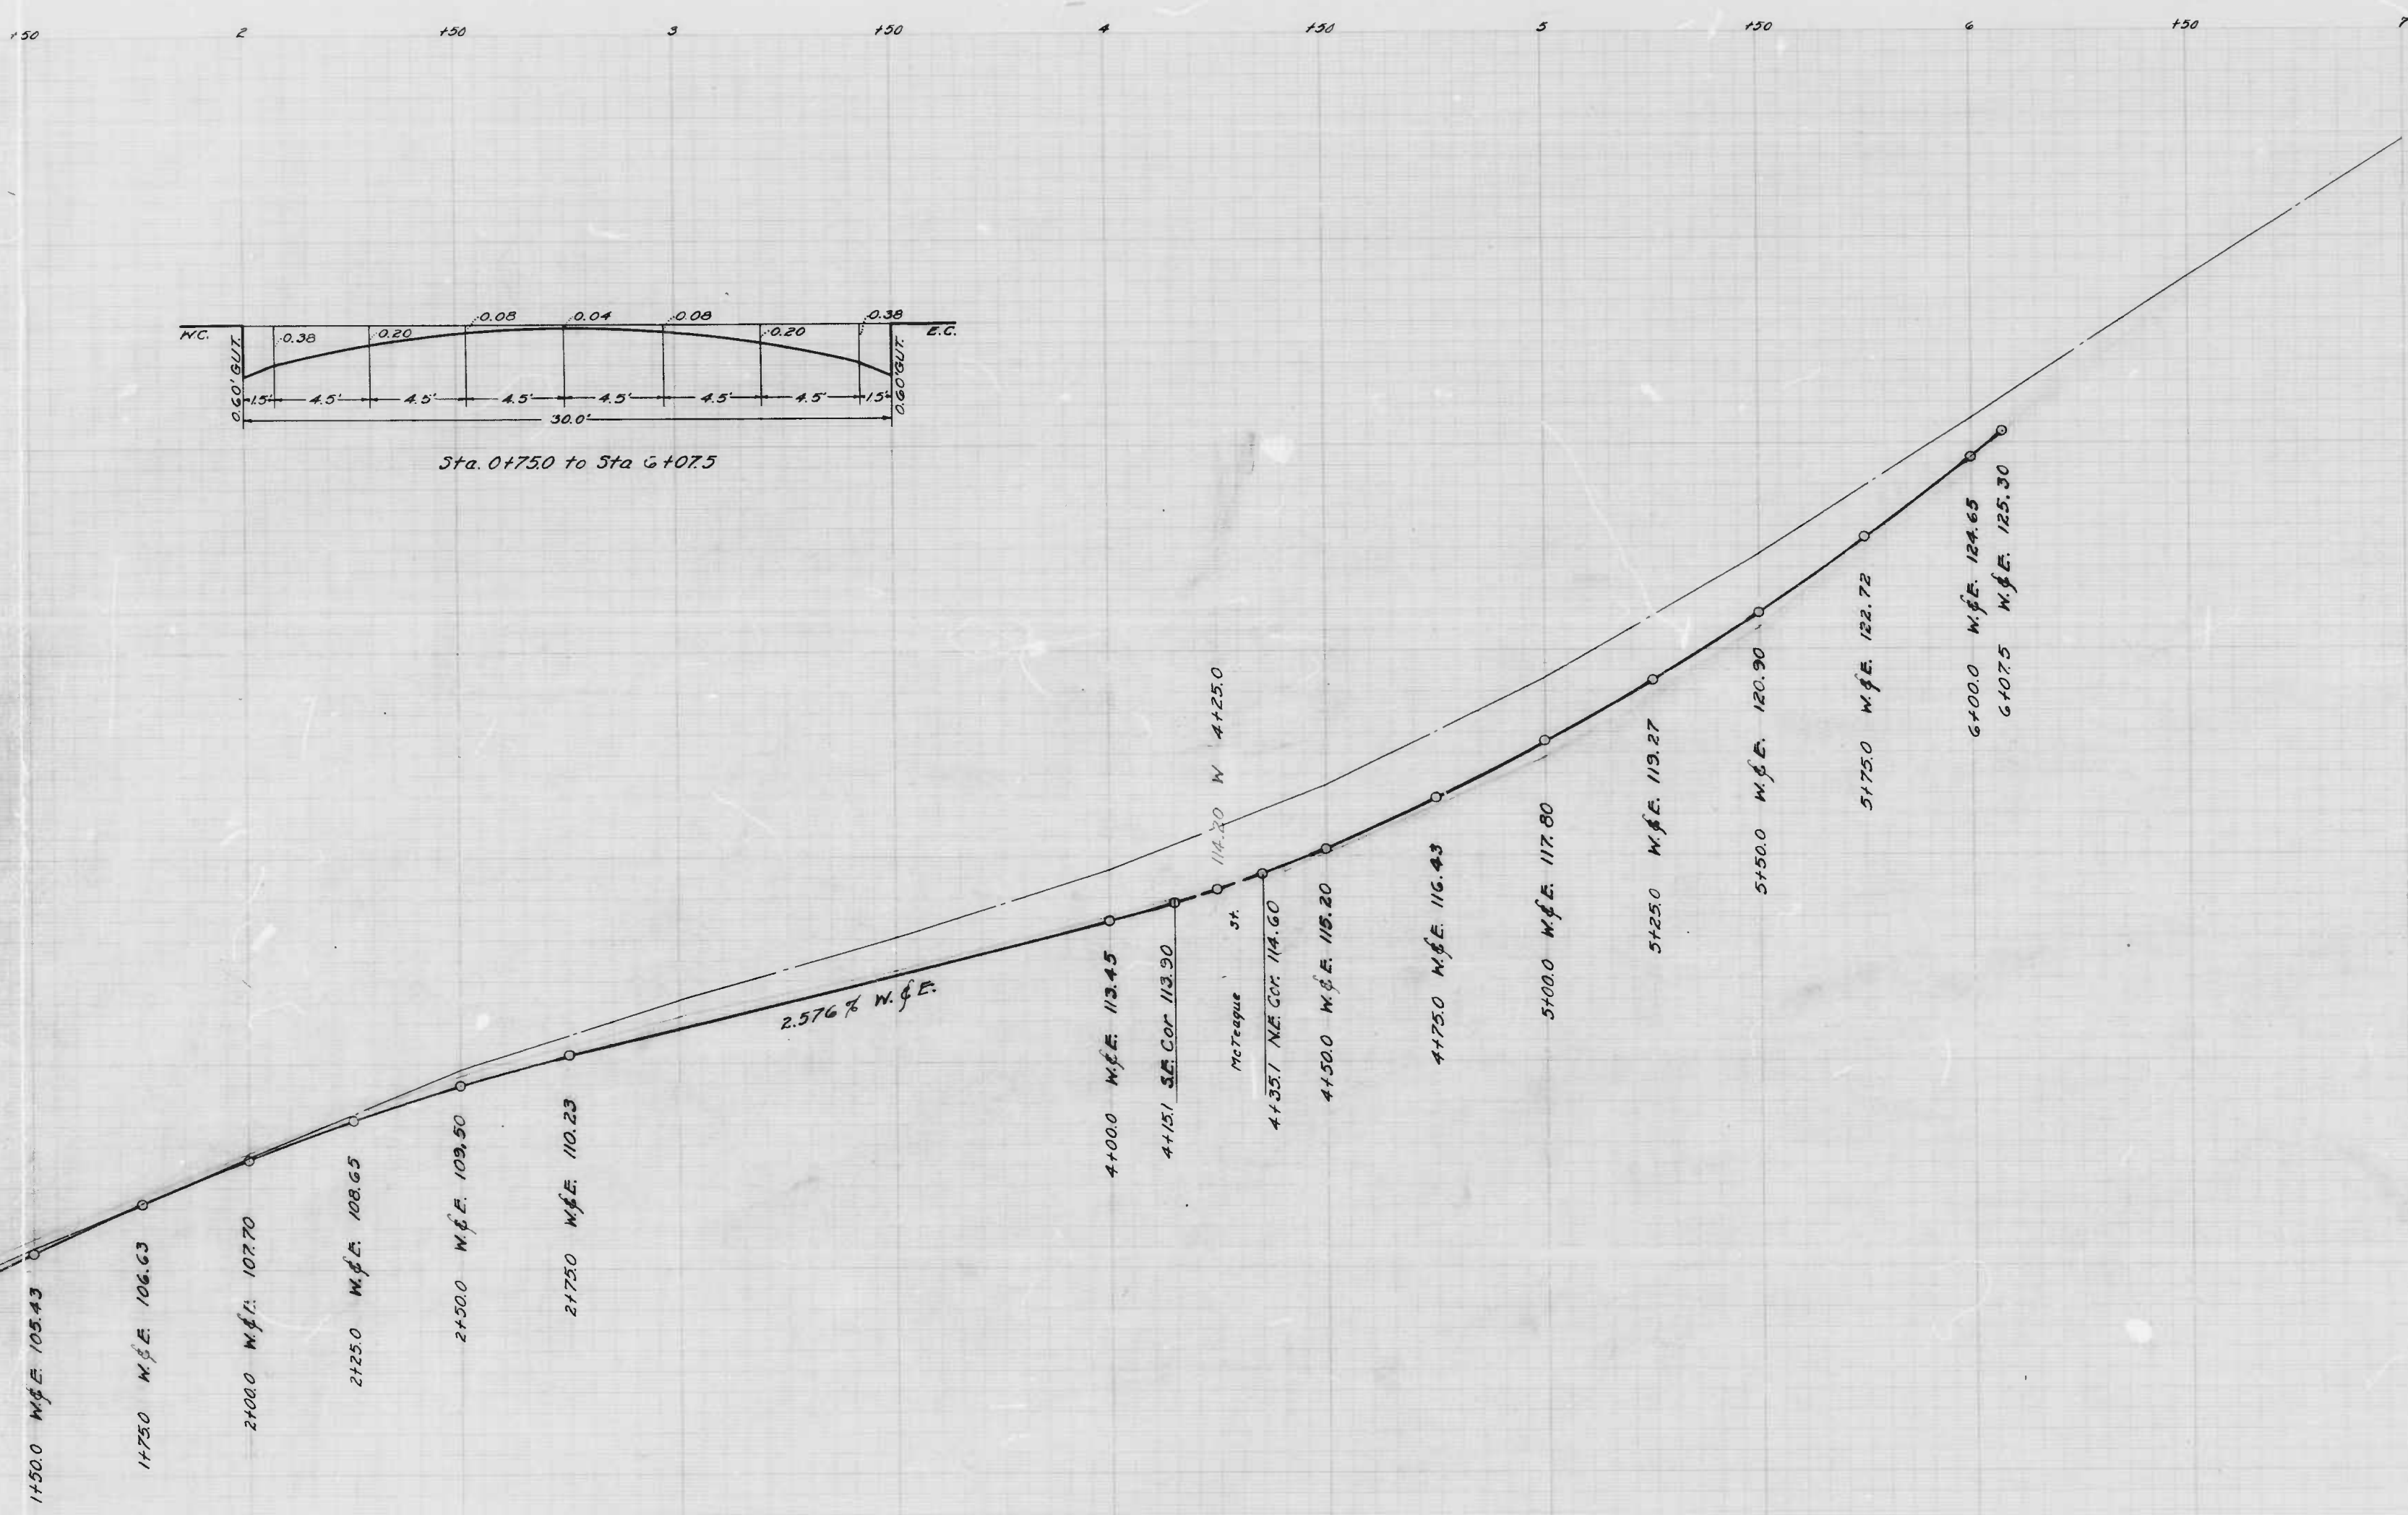 +50 2 +50 3 +50 4 +50 5 +50 6 +50 7
W.C. 0.38 0.20 0.08 0.04 0.08 0.20 0.38 E.C.
0.60' GUT. 0.60' GUT.
1.5' 4.5' 4.5' 4.5' 4.5' 4.5' 4.5' 1.5'
30.0'
Sta. 0+75.0 to Sta 6+07.5
1+50.0 W.&E. 105.43
1+75.0 W.&E. 106.63
2+00.0 W.&E. 107.70
2+25.0 W.&E. 108.65
2+50.0 W.&E. 109.50
2+75.0 W.&E. 110.23
2.576% W.&E.
4+00.0 W.&E. 113.45
4+15.1 S.E. Cor 113.90
114.20 W 4+25.0
McTeague St.
4+35.1 N.E. Cor. 114.60
4+50.0 W.&E. 115.20
4+75.0 W.&E. 116.43
5+00.0 W.&E. 117.80
5+25.0 W.&E. 119.27
5+50.0 W.&E. 120.90
5+75.0 W.&E. 122.72
6+00.0 W.&E. 124.65
6+07.5 W.&E. 125.30